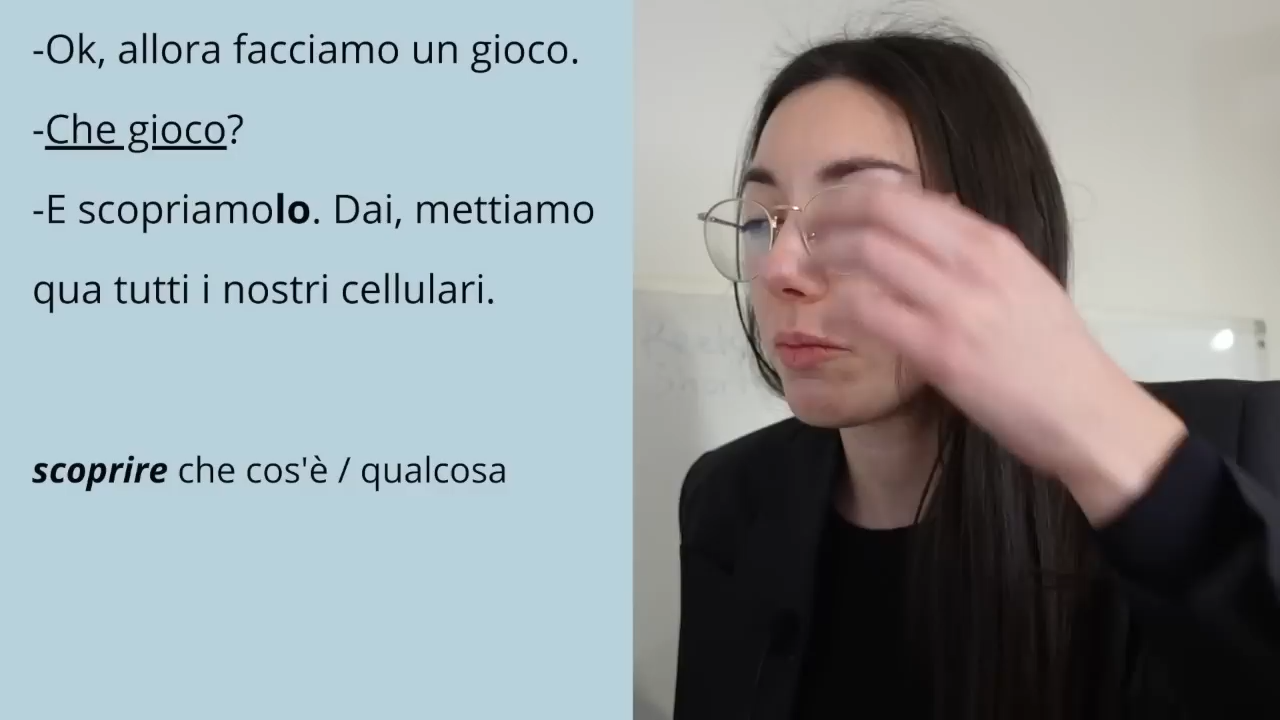 -Ok, allora facciamo un gioco.
-Che gioco?
-E scopriamolo. Dai, mettiamo
qua tutti i nostri cellulari.
scoprire che cos'è / qualcosa